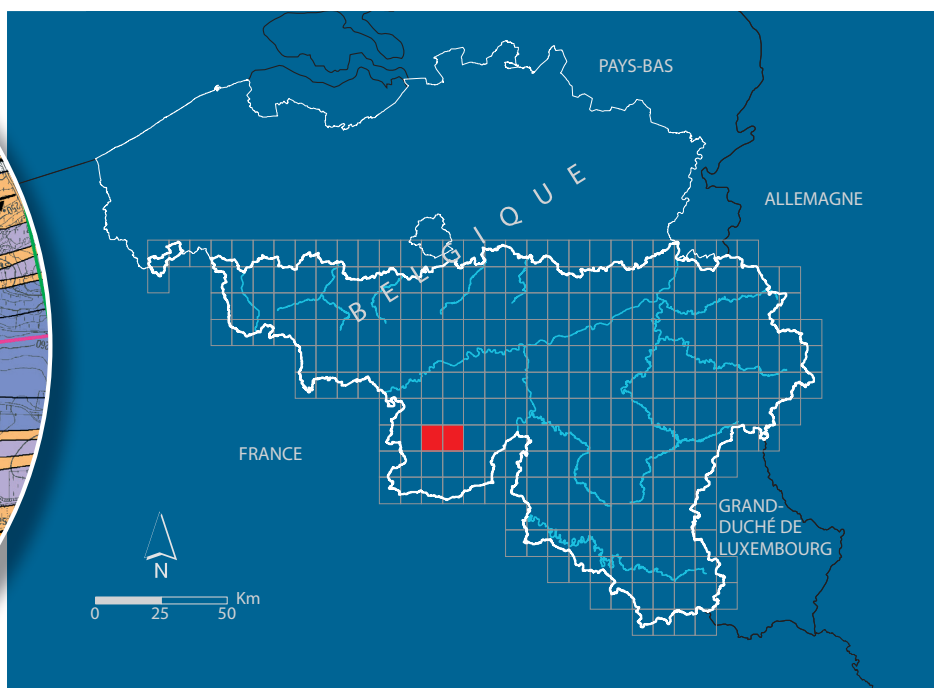 PAYS-BAS
ALLEMAGNE
BELGIQUE
FRANCE
GRAND-
DUCHÉ DE
LUXEMBOURG
N
Km
0 25 50